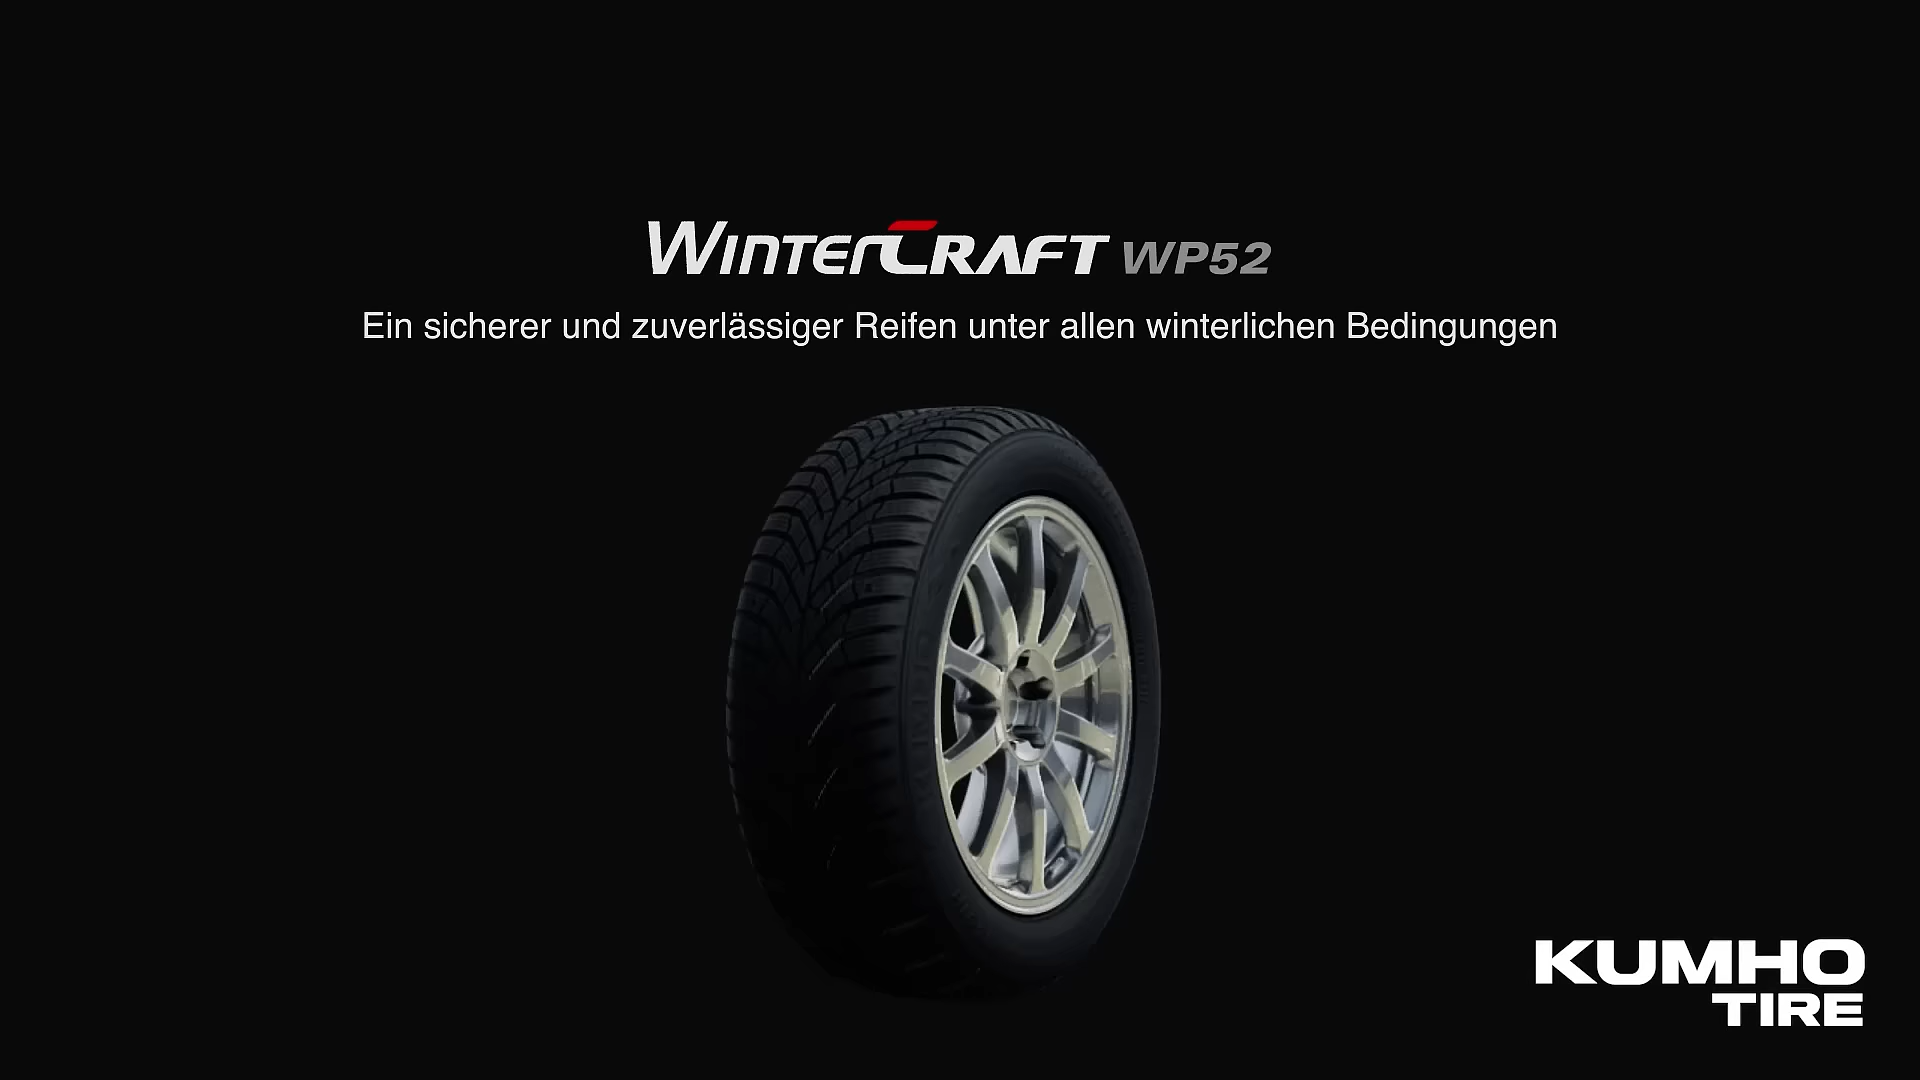 WINTERCRAFT WP52
Ein sicherer und zuverlässiger Reifen unter allen winterlichen Bedingungen
KUMHO
TIRE